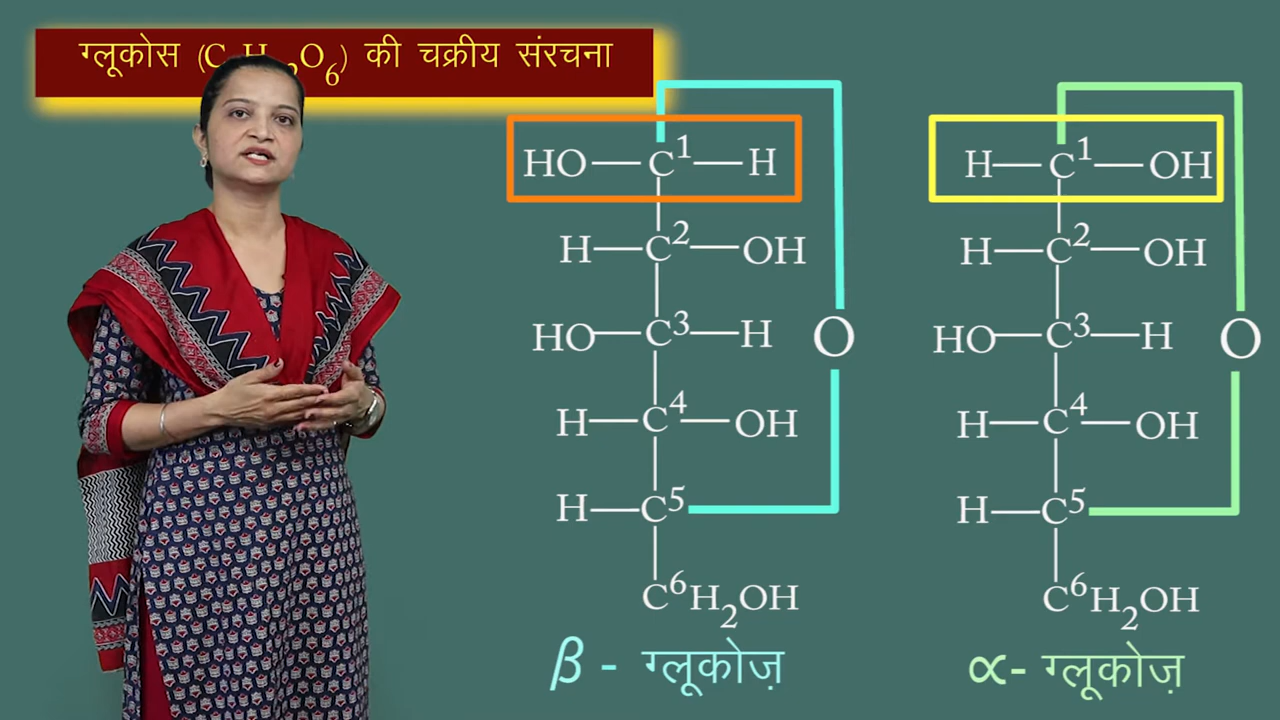 ग्लूकोस (C H 2O6) की चक्रीय संरचना
HO—C1—H
H—C2—OH
HO—C3—H
O
H—C4—OH
H—C5
C6H2OH
β - ग्लूकोज़
H—C1—OH
H—C2—OH
HO—C3—H
O
H—C4—OH
H—C5
C6H2OH
α- ग्लूकोज़